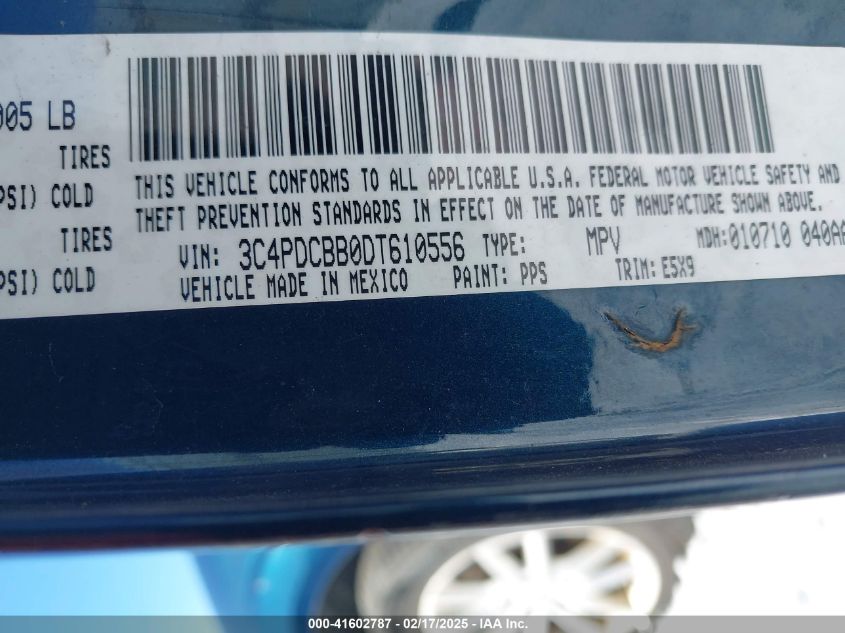 005 LB
TIRES
PSI) COLD
TIRES
PSI) COLD
THIS VEHICLE CONFORMS TO ALL APPLICABLE U.S.A. FEDERAL MOTOR VEHICLE SAFETY AND
THEFT PREVENTION STANDARDS IN EFFECT ON THE DATE OF MANUFACTURE SHOWN ABOVE.
VIN: 3C4PDCBB0DT610556 TYPE: MPV MDH:010710 040AA
VEHICLE MADE IN MEXICO PAINT: PPS TRIM: E5X9
000-41602787 - 02/17/2025 - IAA Inc.